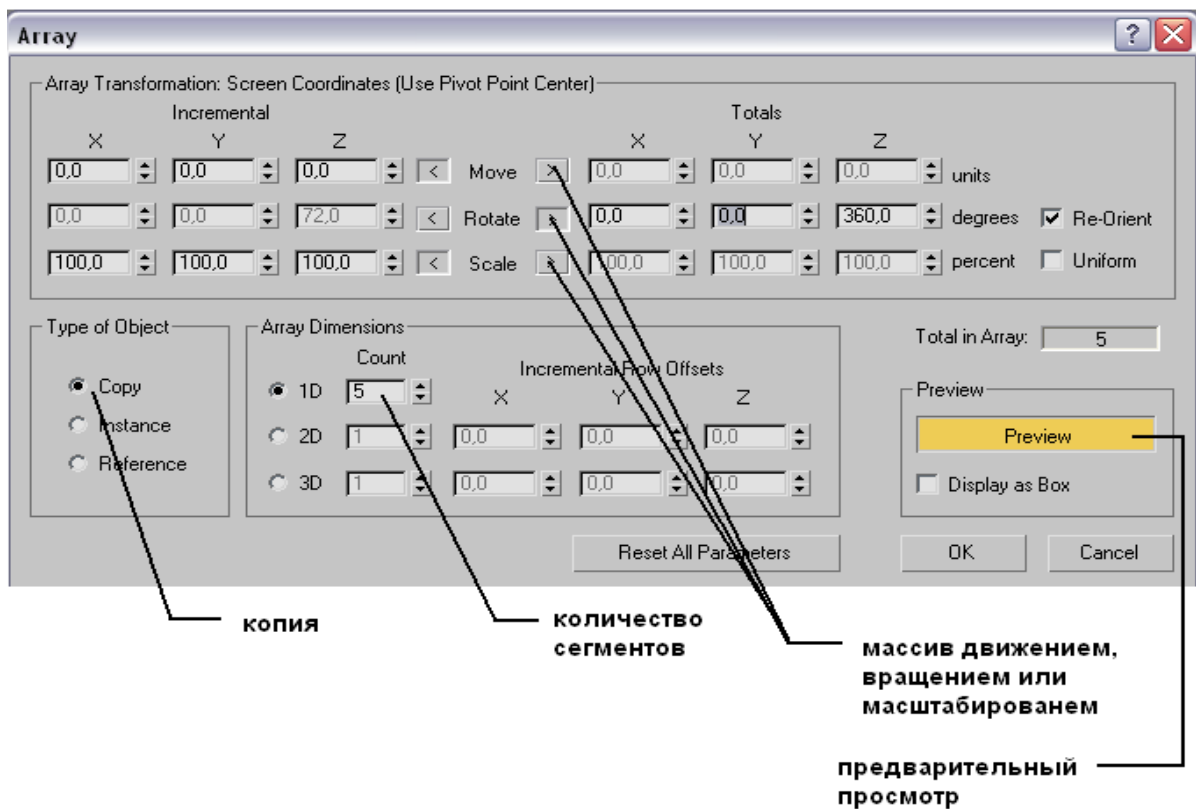 Array
Array Transformation: Screen Coordinates (Use Pivot Point Center)
Incremental Totals
X Y Z X Y Z
0,0 0,0 0,0 < Move > 0,0 0,0 0,0 units
0,0 0,0 72,0 < Rotate > 0,0 0,0 360,0 degrees Re-Orient
100,0 100,0 100,0 < Scale > 100,0 100,0 100,0 percent Uniform
Type of Object
Copy
Instance
Reference
Array Dimensions
Count
Incremental Row Offsets
1D 5 X Y Z
2D 1 0,0 0,0 0,0
3D 1 0,0 0,0 0,0
Total in Array: 5
Preview
Preview
Display as Box
Reset All Parameters OK Cancel
копия
количество
сегментов
массив движением,
вращением или
масштабированем
предварительный
просмотр